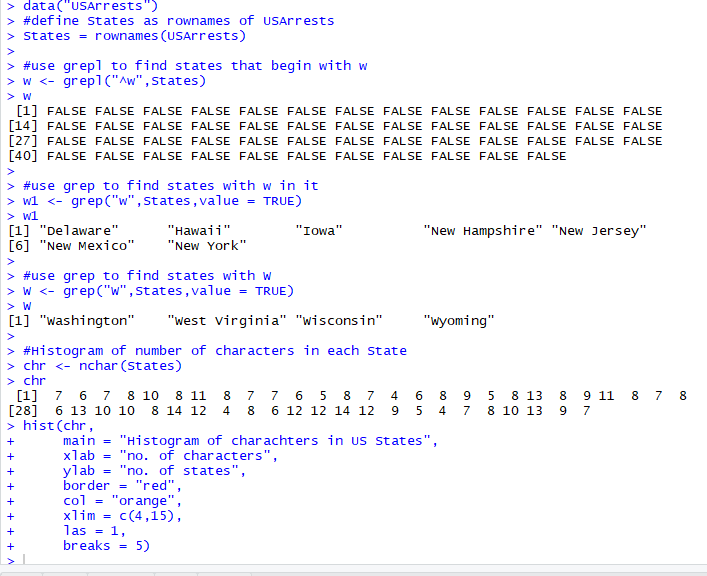 > data("USArrests")
> #define States as rownames of USArrests
> States = rownames(USArrests)
>
> #use grepl to find states that begin with w
> w <- grepl("^w",States)
> w
[1] FALSE FALSE FALSE FALSE FALSE FALSE FALSE FALSE FALSE FALSE FALSE FALSE FALSE
[14] FALSE FALSE FALSE FALSE FALSE FALSE FALSE FALSE FALSE FALSE FALSE FALSE FALSE
[27] FALSE FALSE FALSE FALSE FALSE FALSE FALSE FALSE FALSE FALSE FALSE FALSE FALSE
[40] FALSE FALSE FALSE FALSE FALSE FALSE FALSE FALSE FALSE FALSE FALSE
>
> #use grep to find states with w in it
> w1 <- grep("w",States,value = TRUE)
> w1
[1] "Delaware" "Hawaii" "Iowa" "New Hampshire" "New Jersey"
[6] "New Mexico" "New York"
>
> #use grep to find states with W
> W <- grep("W",States,value = TRUE)
> W
[1] "Washington" "West Virginia" "Wisconsin" "Wyoming"
>
> #Histogram of number of characters in each State
> chr <- nchar(States)
> chr
[1] 7 6 7 8 10 8 11 8 7 7 6 5 8 7 4 6 8 9 5 8 13 8 9 11 8 7 8
[28] 6 13 10 10 8 14 12 4 8 6 12 12 14 12 9 5 4 7 8 10 13 9 7
> hist(chr,
+ main = "Histogram of charachters in US States",
+ xlab = "no. of characters",
+ ylab = "no. of states",
+ border = "red",
+ col = "orange",
+ xlim = c(4,15),
+ las = 1,
+ breaks = 5)
>